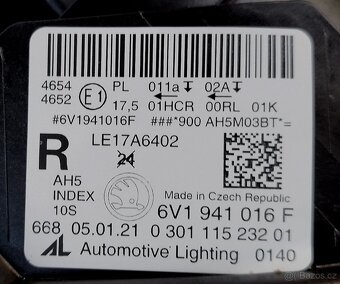 4654 E1 PL 011a 02A
4652 17,5 01HCR 00RL 01K
#6V1941016F ###*900 AH5M03BT*=
R LE17A6402
24
AH5
INDEX
10S
Made in Czech Republic
6V1 941 016 F
668 05.01.21 0 301 115 232 01
AL Automotive Lighting 0140
Bazoš.cz